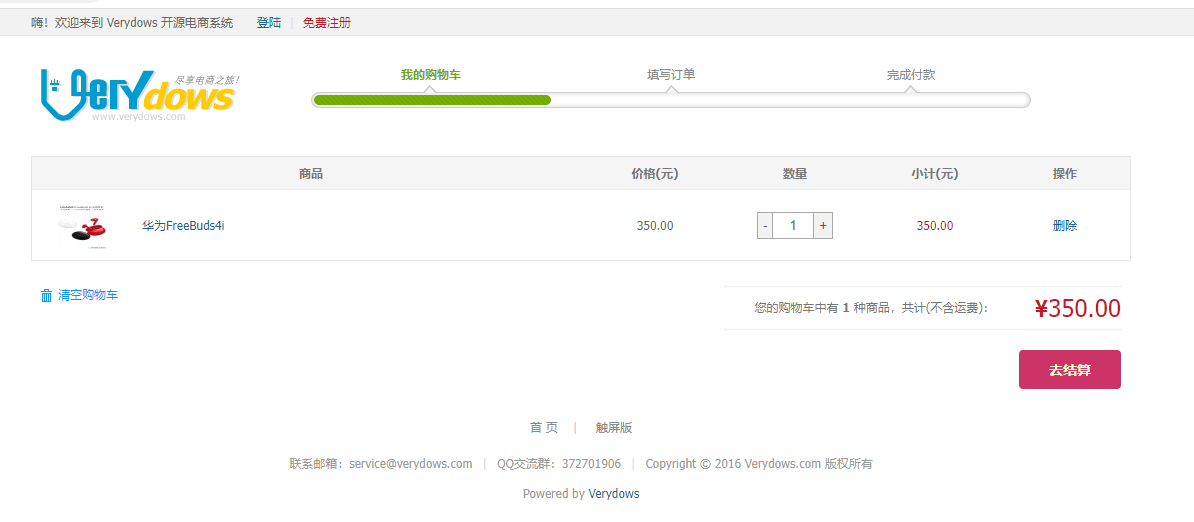 嗨！欢迎来到 Verydows 开源电商系统 登陆 | 免费注册
Verydows
尽享电商之旅！
www.verydows.com
我的购物车 填写订单 完成付款
商品 价格(元) 数量 小计(元) 操作
华为FreeBuds4i 350.00 - 1 + 350.00 删除
清空购物车
您的购物车中有 1 种商品，共计(不含运费)： ¥350.00
去结算
首 页 | 触屏版
联系邮箱：service@verydows.com | QQ交流群：372701906 | Copyright © 2016 Verydows.com 版权所有
Powered by Verydows